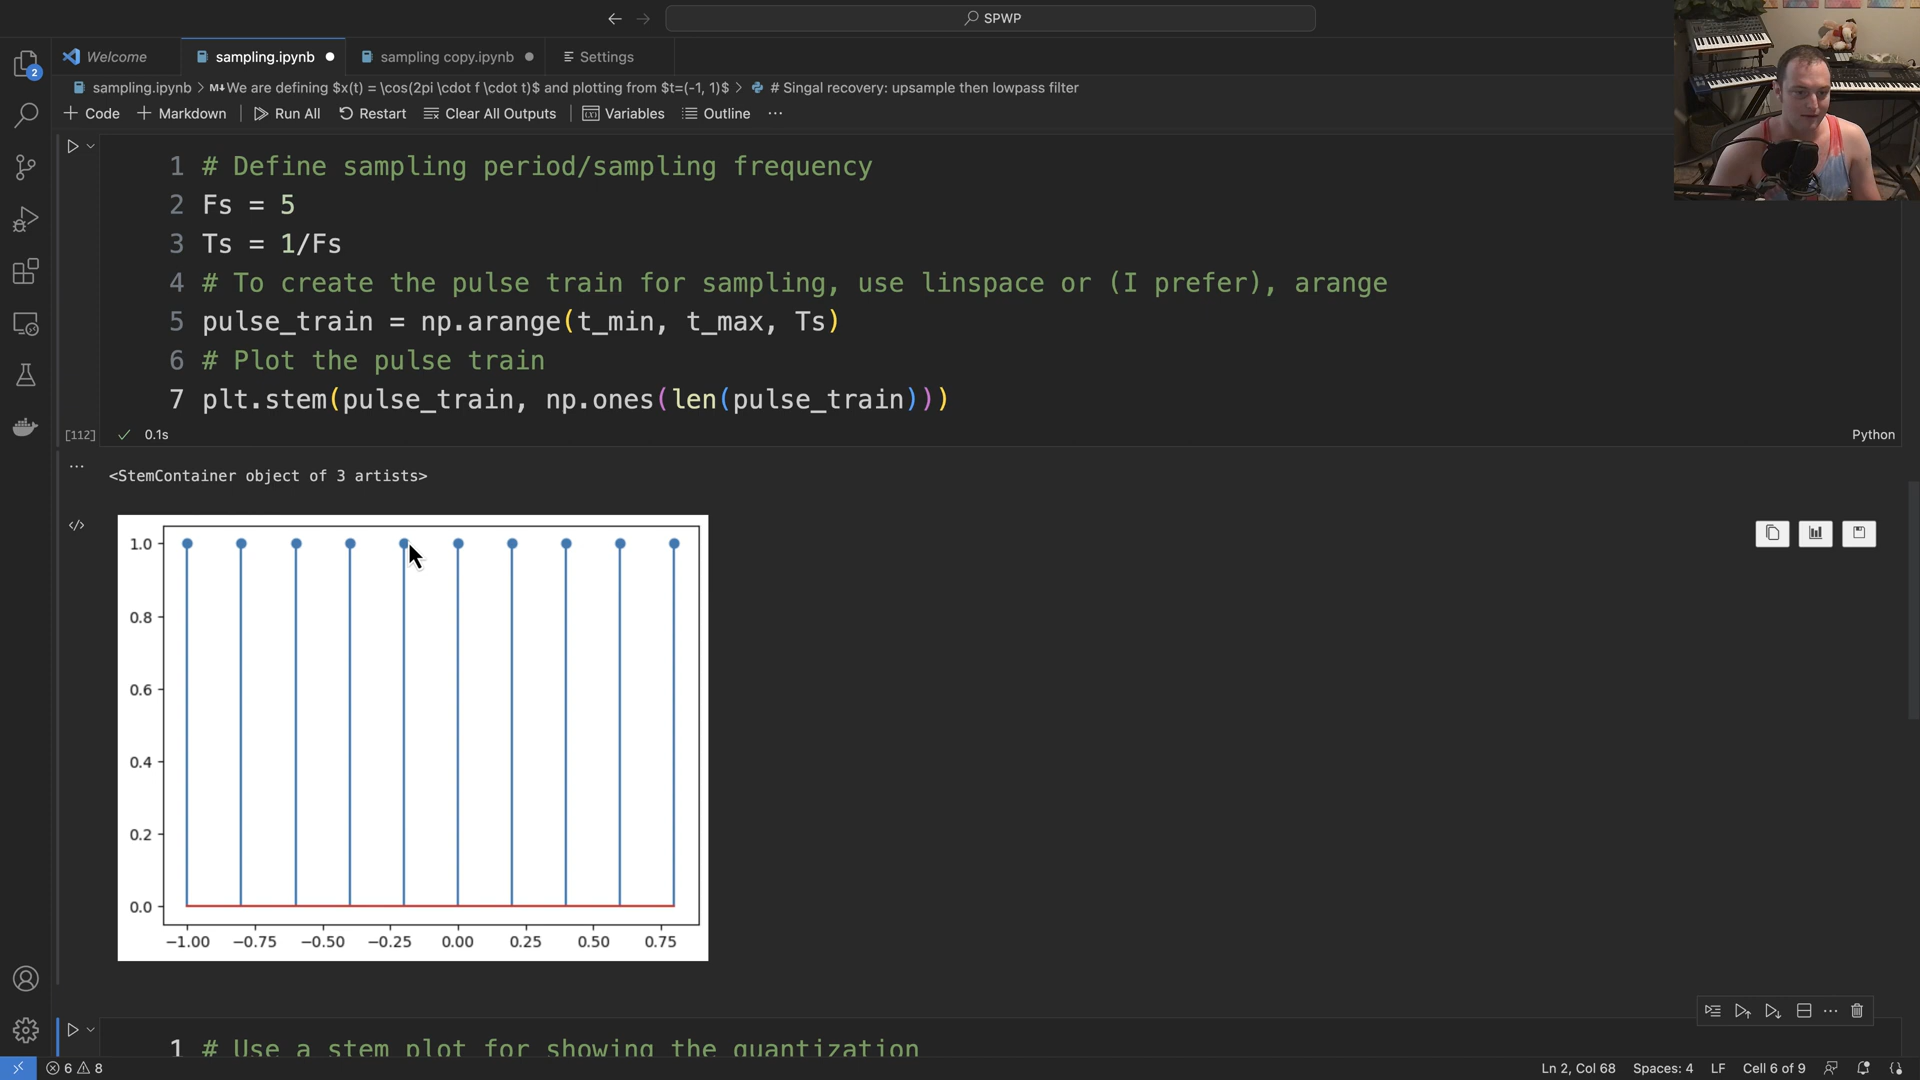 SPWP
Welcome
sampling.ipynb
sampling copy.ipynb
Settings
2
sampling.ipynb > M↓We are defining $x(t) = \cos(2pi \cdot f \cdot t)$ and plotting from $t=(-1, 1)$ > # Singal recovery: upsample then lowpass filter
+ Code + Markdown Run All Restart Clear All Outputs Variables Outline ...
1 # Define sampling period/sampling frequency
2 Fs = 5
3 Ts = 1/Fs
4 # To create the pulse train for sampling, use linspace or (I prefer), arange
5 pulse_train = np.arange(t_min, t_max, Ts)
6 # Plot the pulse train
7 plt.stem(pulse_train, np.ones(len(pulse_train)))
[112] ✓ 0.1s Python
...
<StemContainer object of 3 artists>
1.0
0.8
0.6
0.4
0.2
0.0
−1.00 −0.75 −0.50 −0.25 0.00 0.25 0.50 0.75
1 # Use a stem plot for showing the quantization
6 8 Ln 2, Col 68 Spaces: 4 LF Cell 6 of 9